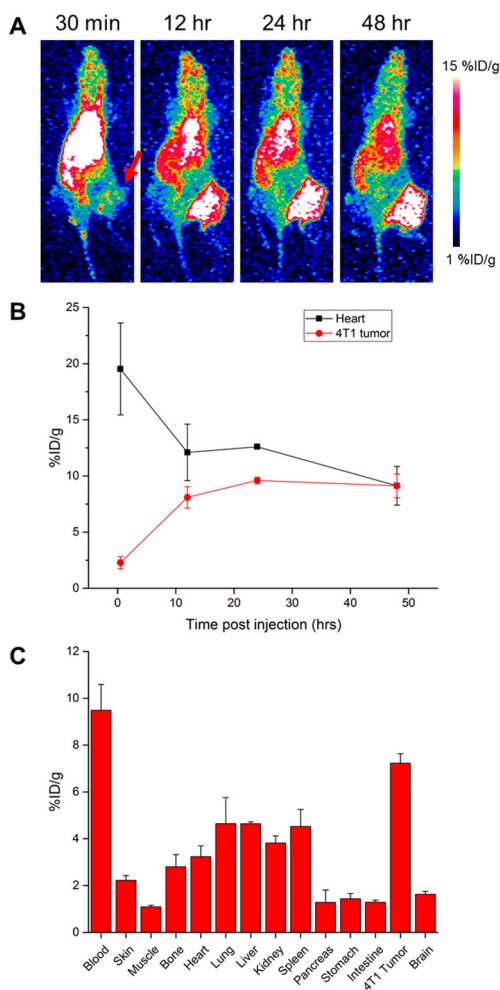 A
30 min 12 hr 24 hr 48 hr
15 %ID/g
1 %ID/g
B
Heart
4T1 tumor
25
20
15
10
5
0
%ID/g
0 10 20 30 40 50
Time post injection (hrs)
C
12
10
8
6
4
2
0
%ID/g
Blood
Skin
Muscle
Bone
Heart
Lung
Liver
Kidney
Spleen
Pancreas
Stomach
Intestine
4T1 Tumor
Brain